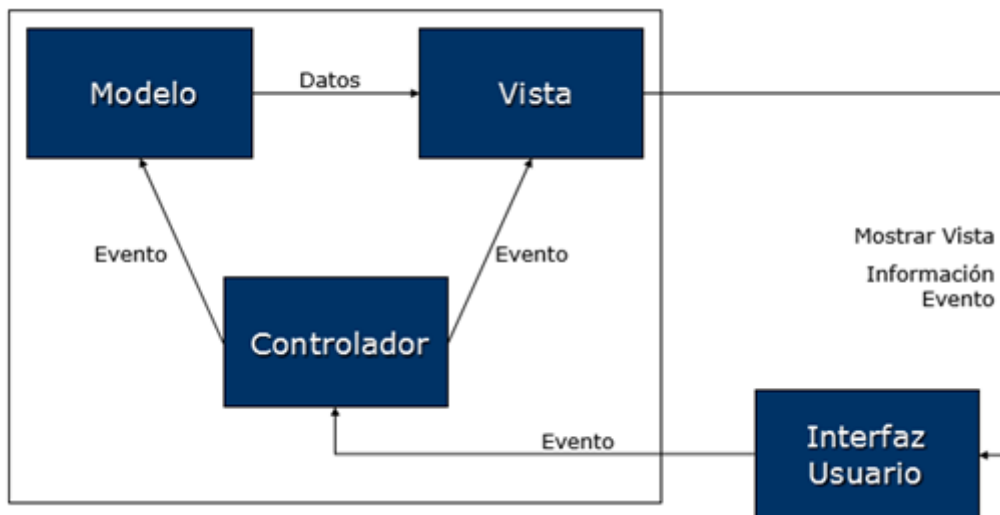 Modelo
Datos
Vista
Evento
Evento
Mostrar Vista
Información
Evento
Controlador
Evento
Interfaz
Usuario